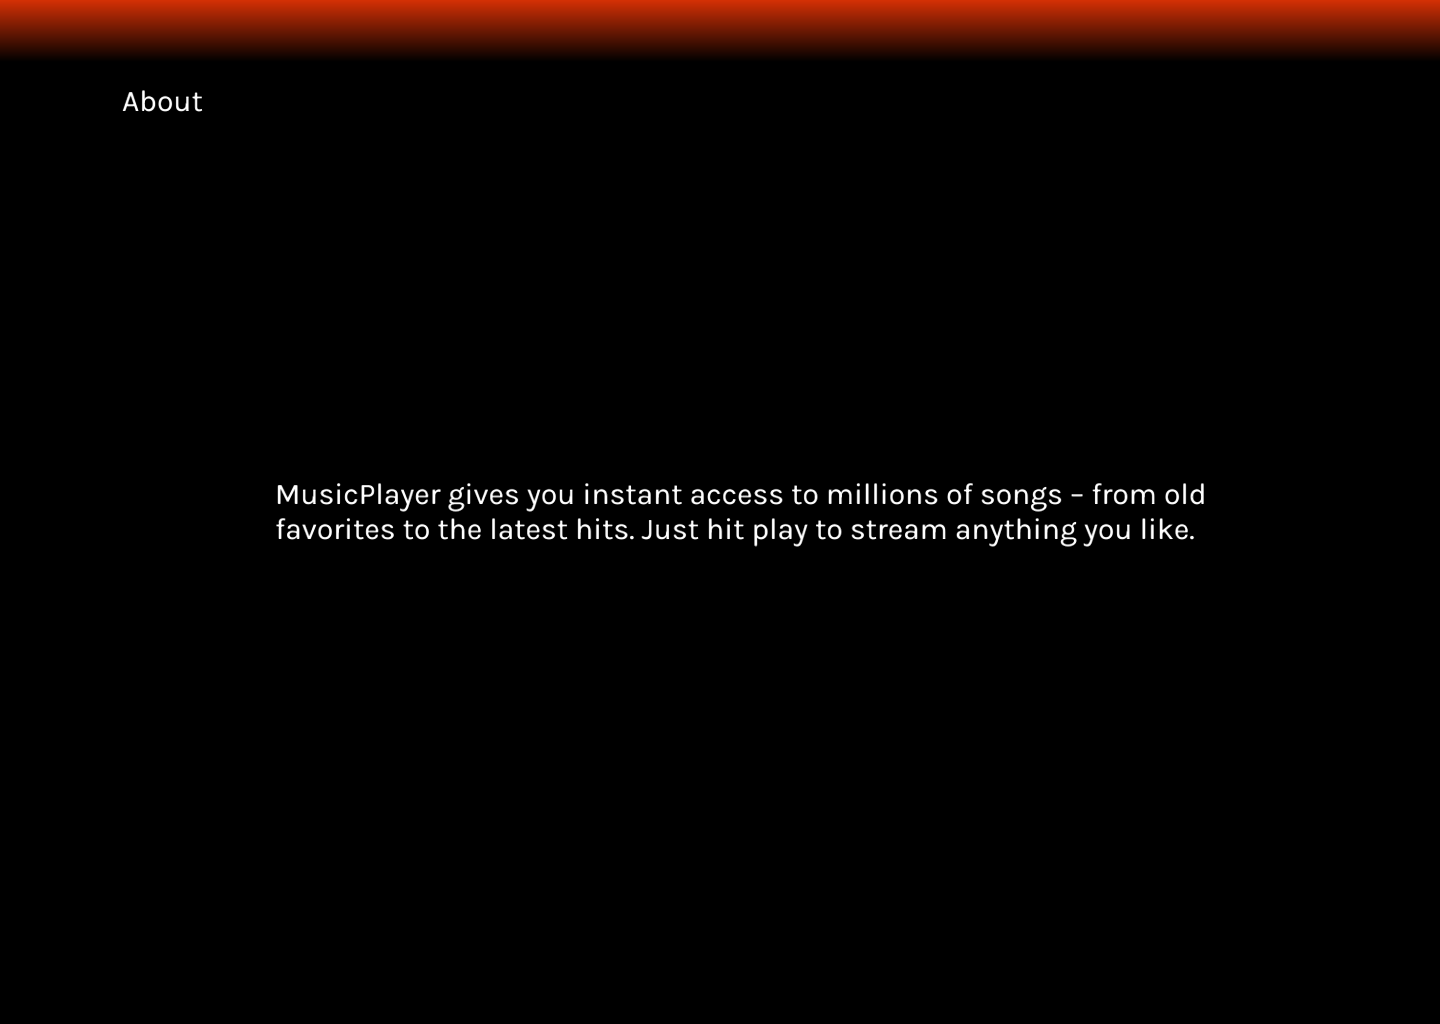 About
MusicPlayer gives you instant access to millions of songs – from old
favorites to the latest hits. Just hit play to stream anything you like.